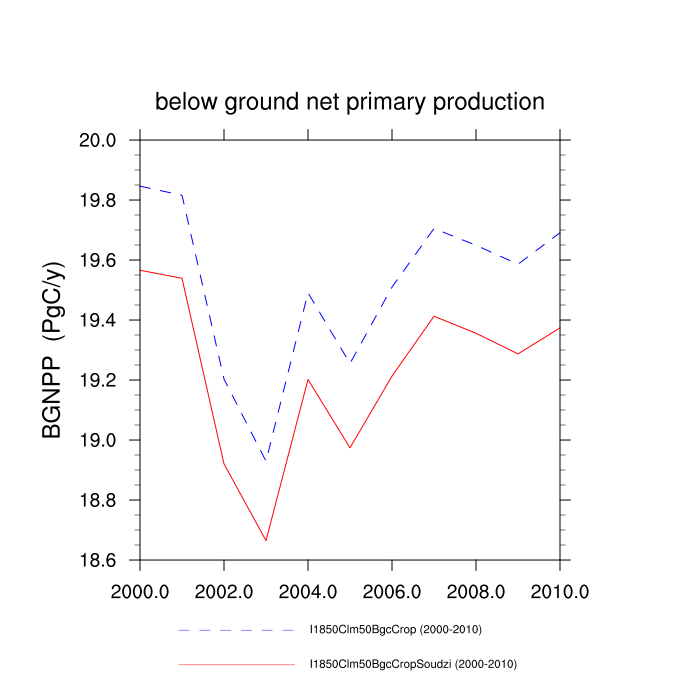 below ground net primary production
BGNPP (PgC/y)
20.0
19.8
19.6
19.4
19.2
19.0
18.8
18.6
2000.0 2002.0 2004.0 2006.0 2008.0 2010.0
I1850Clm50BgcCrop (2000-2010)
I1850Clm50BgcCropSoudzi (2000-2010)